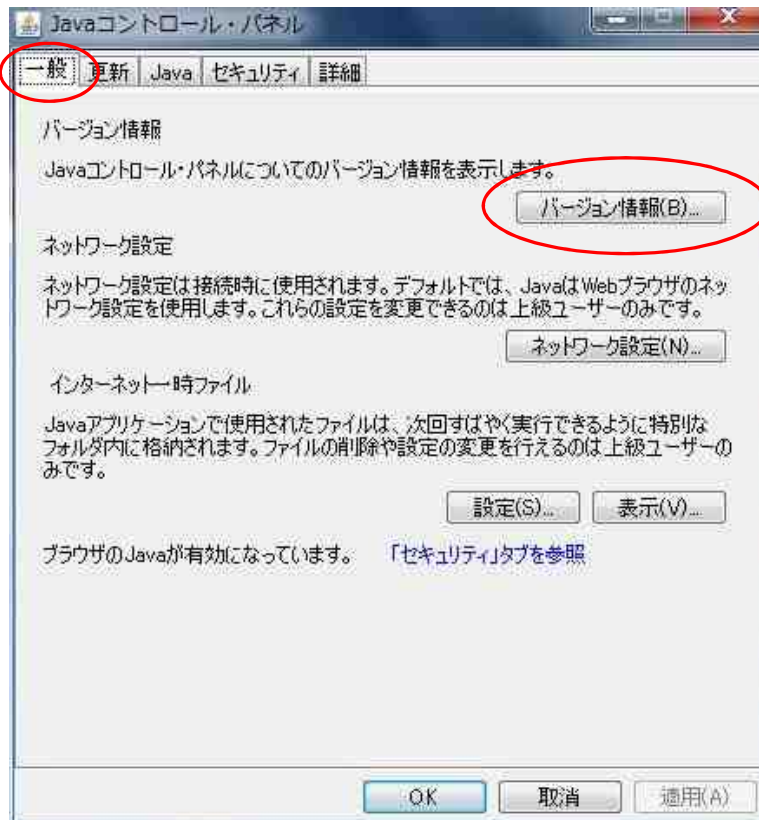 Javaコントロール・パネル
一般 更新 Java セキュリティ 詳細
バージョン情報
Javaコントロール・パネルについてのバージョン情報を表示します。
バージョン情報(B)...
ネットワーク設定
ネットワーク設定は接続時に使用されます。デフォルトでは、JavaはWebブラウザのネッ
トワーク設定を使用します。これらの設定を変更できるのは上級ユーザーのみです。
ネットワーク設定(N)...
インターネット一時ファイル
Javaアプリケーションで使用されたファイルは、次回すばやく実行できるように特別な
フォルダ内に格納されます。ファイルの削除や設定の変更を行えるのは上級ユーザーの
みです。
設定(S)... 表示(V)...
ブラウザのJavaが有効になっています。 「セキュリティ」タブを参照
OK 取消 適用(A)